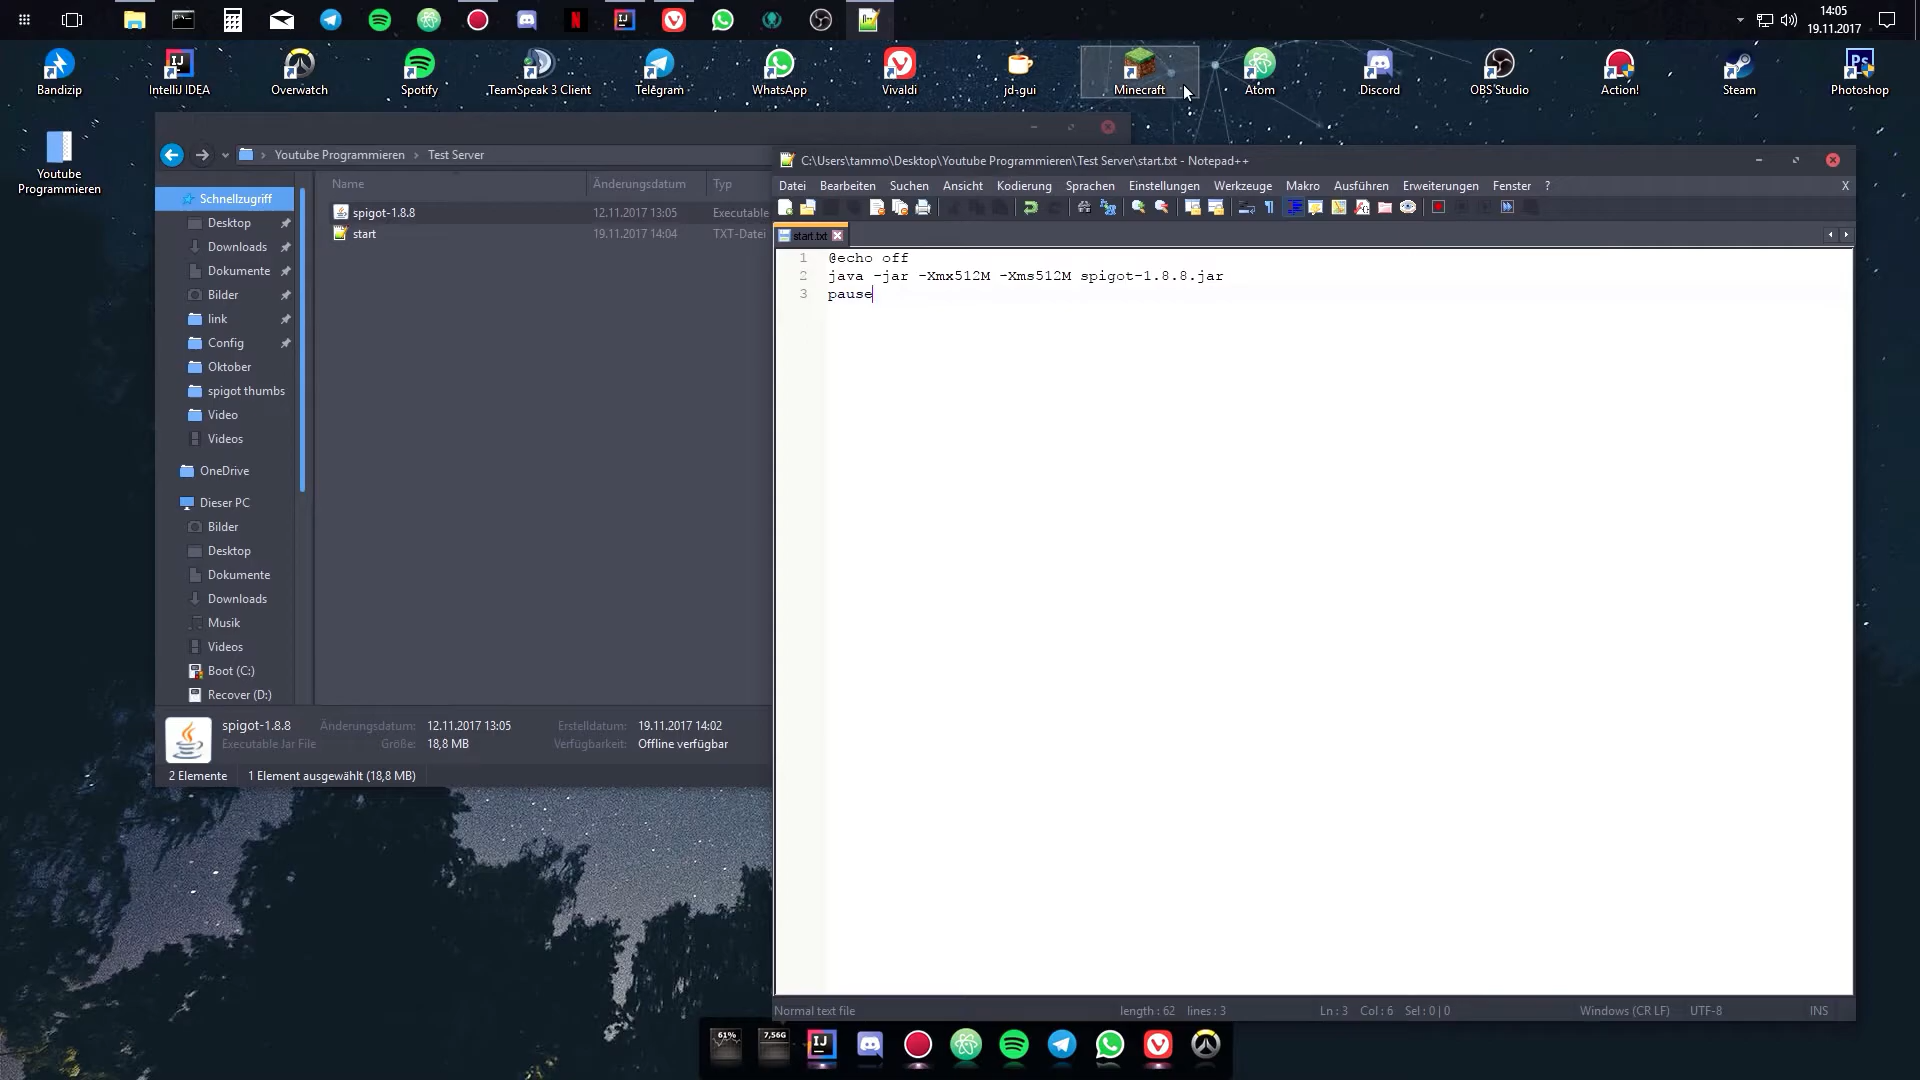 14:05
19.11.2017
Bandizip
IntelliJ IDEA
Overwatch
Spotify
TeamSpeak 3 Client
Telegram
WhatsApp
Vivaldi
jd-gui
Minecraft
Atom
Discord
OBS Studio
Action!
Steam
Photoshop
Youtube
Programmieren
Youtube Programmieren › Test Server
Name Änderungsdatum Typ
Schnellzugriff
Desktop
Downloads
Dokumente
Bilder
link
Config
Oktober
spigot thumbs
Video
Videos
OneDrive
Dieser PC
Bilder
Desktop
Dokumente
Downloads
Musik
Videos
Boot (C:)
Recover (D:)
spigot-1.8.8 12.11.2017 13:05 Executable
start 19.11.2017 14:04 TXT-Datei
spigot-1.8.8 Änderungsdatum: 12.11.2017 13:05 Erstelldatum: 19.11.2017 14:02
Executable Jar File Größe: 18,8 MB Verfügbarkeit: Offline verfügbar
2 Elemente 1 Element ausgewählt (18,8 MB)
C:\Users\tammo\Desktop\Youtube Programmieren\Test Server\start.txt - Notepad++
Datei Bearbeiten Suchen Ansicht Kodierung Sprachen Einstellungen Werkzeuge Makro Ausführen Erweiterungen Fenster ? X
start.txt
1 @echo off
2 java -jar -Xmx512M -Xms512M spigot-1.8.8.jar
3 pause
Normal text file length : 62 lines : 3 Ln : 3 Col : 6 Sel : 0 | 0 Windows (CR LF) UTF-8 INS
61% 7,56G IJ